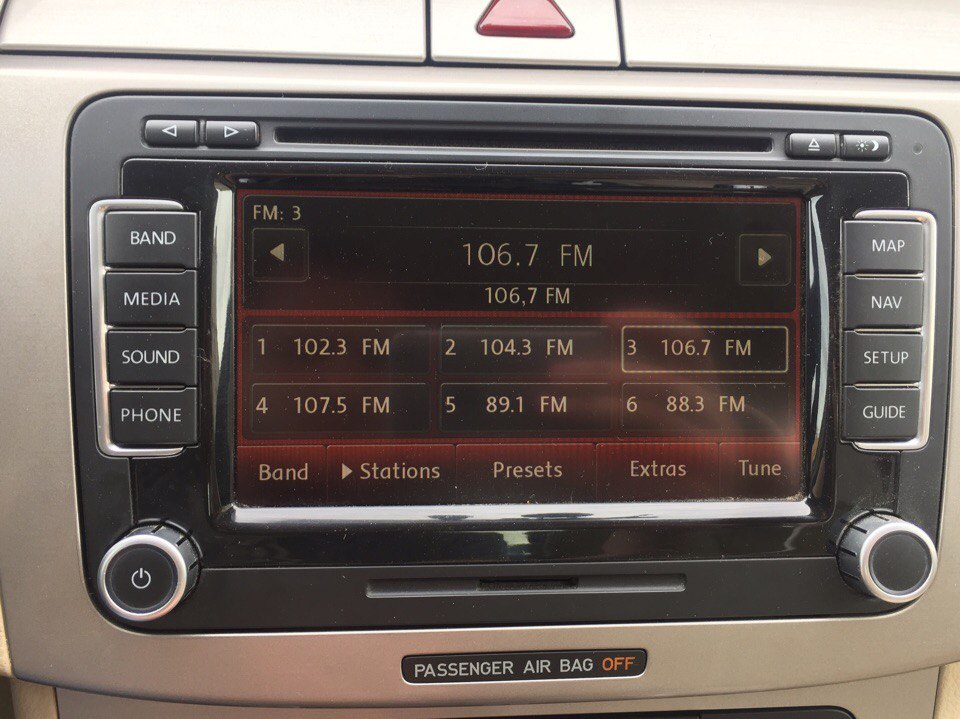 FM: 3
106.7 FM
106,7 FM
1 102.3 FM 2 104.3 FM 3 106.7 FM
4 107.5 FM 5 89.1 FM 6 88.3 FM
Band Stations Presets Extras Tune
BAND
MEDIA
SOUND
PHONE
MAP
NAV
SETUP
GUIDE
PASSENGER AIR BAG OFF